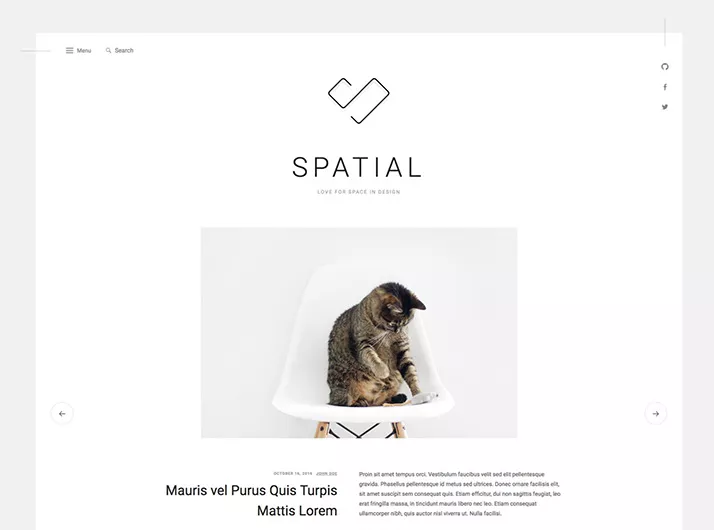 Menu
Search
SPATIAL
LOVE FOR SPACE IN DESIGN
OCTOBER 16, 2016 JOHN DOE
Mauris vel Purus Quis Turpis
Mattis Lorem
Proin sit amet tempus orci. Vestibulum faucibus velit sed elit pellentesque
gravida. Phasellus pellentesque id metus sed ultrices. Donec ornare facilisis elit,
sit amet suscipit sem consequat quis. Etiam efficitur, dui non sagittis feugiat, leo
erat fringilla massa, in tincidunt mauris libero nec leo. Etiam consequat
ullamcorper nibh, quis auctor nisl viverra ut. Nulla facilisi.